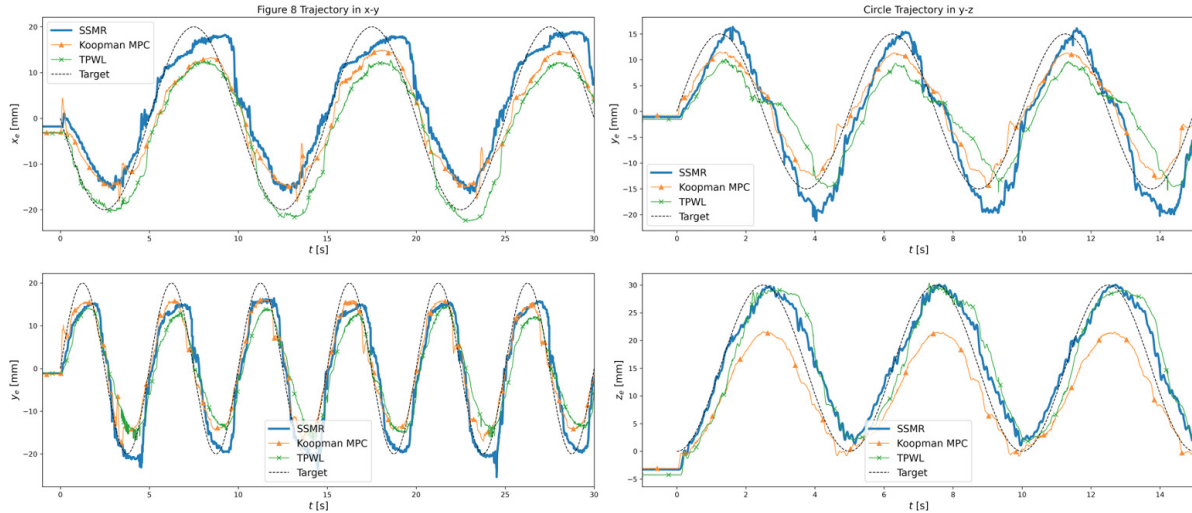 Figure 8 Trajectory in x-y
20
10
0
−10
−20
x_e [mm]
SSMR
Koopman MPC
TPWL
Target
0 5 10 15 20 25 30
t [s]
Circle Trajectory in y-z
15
10
5
0
−5
−10
−15
−20
y_e [mm]
SSMR
Koopman MPC
TPWL
Target
0 2 4 6 8 10 12 14
t [s]
20
10
0
−10
−20
y_e [mm]
SSMR
Koopman MPC
TPWL
Target
0 5 10 15 20 25 30
t [s]
30
25
20
15
10
5
0
−5
z_e [mm]
SSMR
Koopman MPC
TPWL
Target
0 2 4 6 8 10 12 14
t [s]